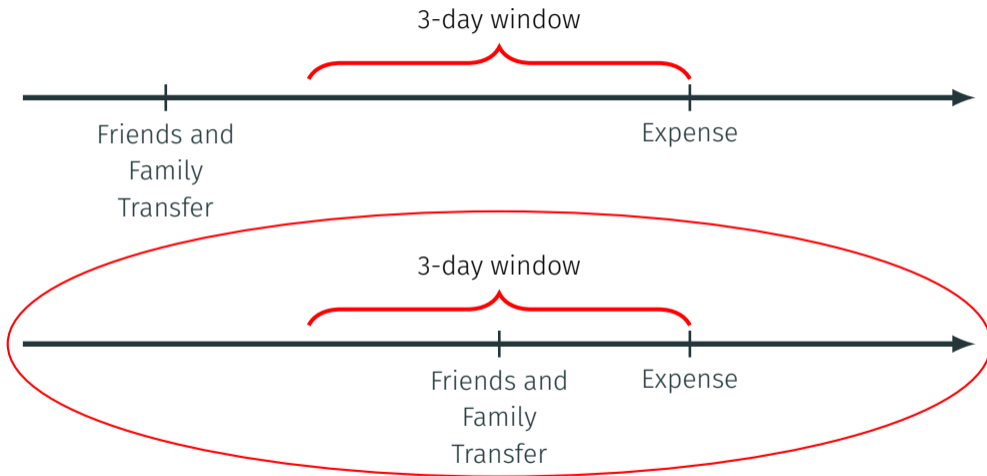 3-day window
Friends and
Family
Transfer
Expense
3-day window
Friends and
Family
Transfer
Expense